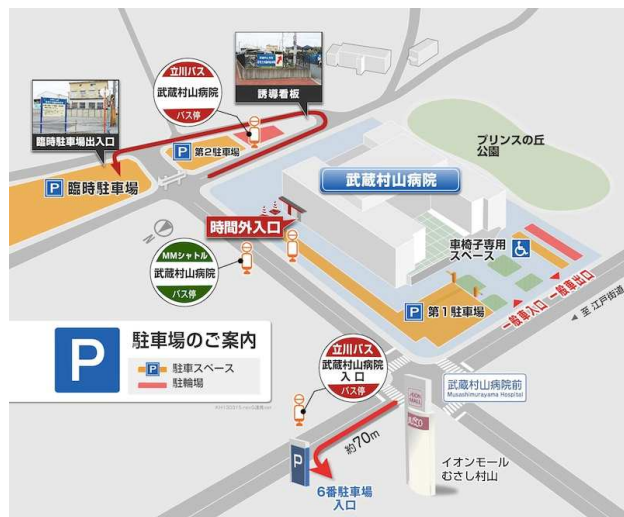 立川バス
武蔵村山病院
バス停
誘導看板
臨時駐車場出入口
P 第2駐車場
P 臨時駐車場
プリンスの丘
公園
武蔵村山病院
時間外入口
車椅子専用
スペース
MMシャトル
武蔵村山病院
バス停
N
P 第1駐車場
一般車入口
一般車出口
至 江戸街道
P
駐車場のご案内
P 駐車スペース
駐輪場
立川バス
武蔵村山病院
入口
バス停
武蔵村山病院前
Musashimurayama Hospital
約70m
P
6番駐車場
入口
AEON
MALL
イオンモール
むさし村山